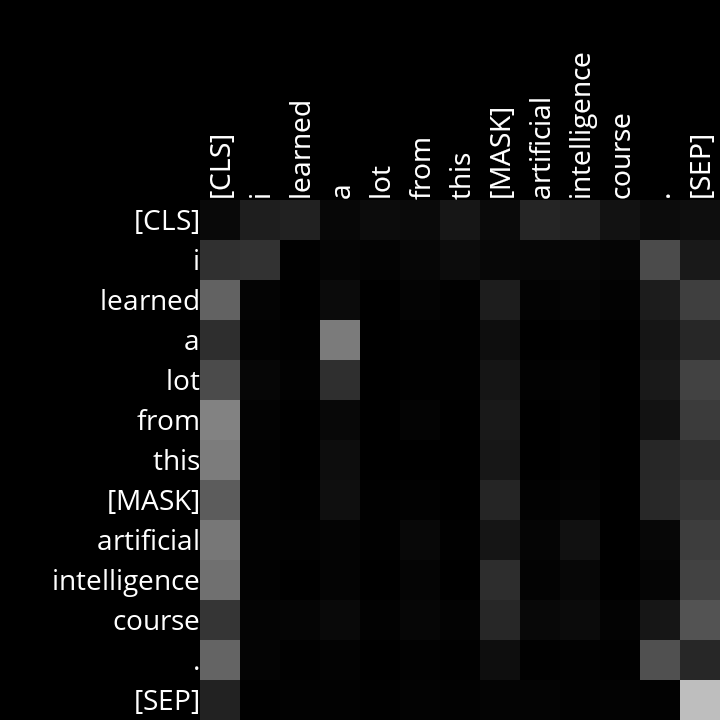 [CLS] i learned a lot from this [MASK] artificial intelligence course . [SEP]
[CLS]
i
learned
a
lot
from
this
[MASK]
artificial
intelligence
course
.
[SEP]